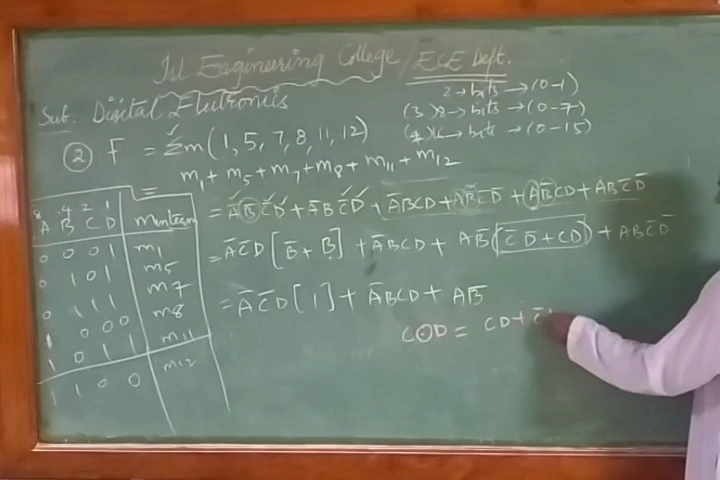 Isl Engineering College / ECE Dept.
Sub. Digital Electronics
2 → bits → (0-1)
(3) 8 → bits → (0-7)
(4) 16 → bits → (0-15)
② F = Σm(1, 5, 7, 8, 11, 12)
m₁ + m₅ + m₇ + m₈ + m₁₁ + m₁₂
= A̅B̅C̅D + A̅BC̅D + A̅BCD + AB̅C̅D̅ + AB̅CD + ABC̅D̅
= A̅C̅D [B̅ + B] + A̅BCD + AB̅(C̅D̅ + CD) + ABC̅D̅
= A̅C̅D [1] + A̅BCD + AB̅
C⊙D = CD + C̅
8 4 2 1
A B C D minterm
0 0 0 1 m₁
0 1 0 1 m₅
0 1 1 1 m₇
1 0 0 0 m₈
1 0 1 1 m₁₁
1 1 0 0 m₁₂